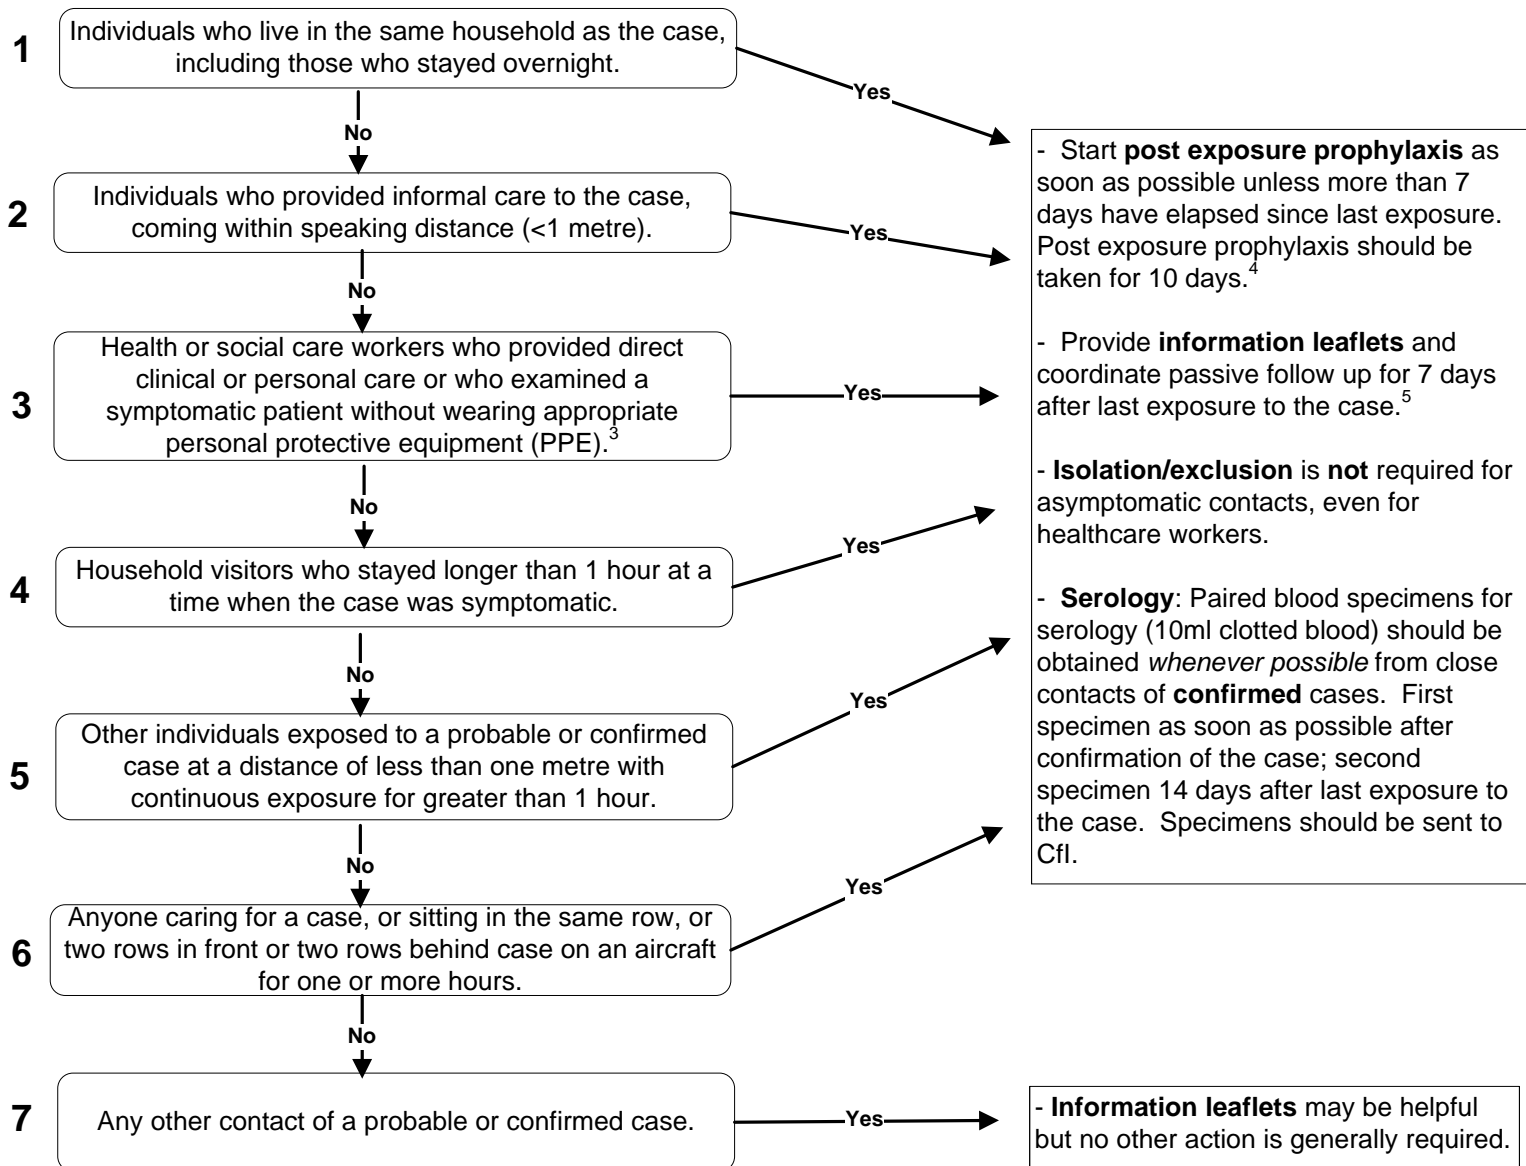 1
Individuals who live in the same household as the case,
including those who stayed overnight.
Yes
No
2
Individuals who provided informal care to the case,
coming within speaking distance (<1 metre).
Yes
No
3
Health or social care workers who provided direct
clinical or personal care or who examined a
symptomatic patient without wearing appropriate
personal protective equipment (PPE).3
Yes
No
4
Household visitors who stayed longer than 1 hour at a
time when the case was symptomatic.
Yes
No
5
Other individuals exposed to a probable or confirmed
case at a distance of less than one metre with
continuous exposure for greater than 1 hour.
Yes
No
6
Anyone caring for a case, or sitting in the same row, or
two rows in front or two rows behind case on an aircraft
for one or more hours.
Yes
No
7
Any other contact of a probable or confirmed case.
Yes
- Start post exposure prophylaxis as
soon as possible unless more than 7
days have elapsed since last exposure.
Post exposure prophylaxis should be
taken for 10 days.4
- Provide information leaflets and
coordinate passive follow up for 7 days
after last exposure to the case.5
- Isolation/exclusion is not required for
asymptomatic contacts, even for
healthcare workers.
- Serology: Paired blood specimens for
serology (10ml clotted blood) should be
obtained whenever possible from close
contacts of confirmed cases. First
specimen as soon as possible after
confirmation of the case; second
specimen 14 days after last exposure to
the case. Specimens should be sent to
CfI.
- Information leaflets may be helpful
but no other action is generally required.